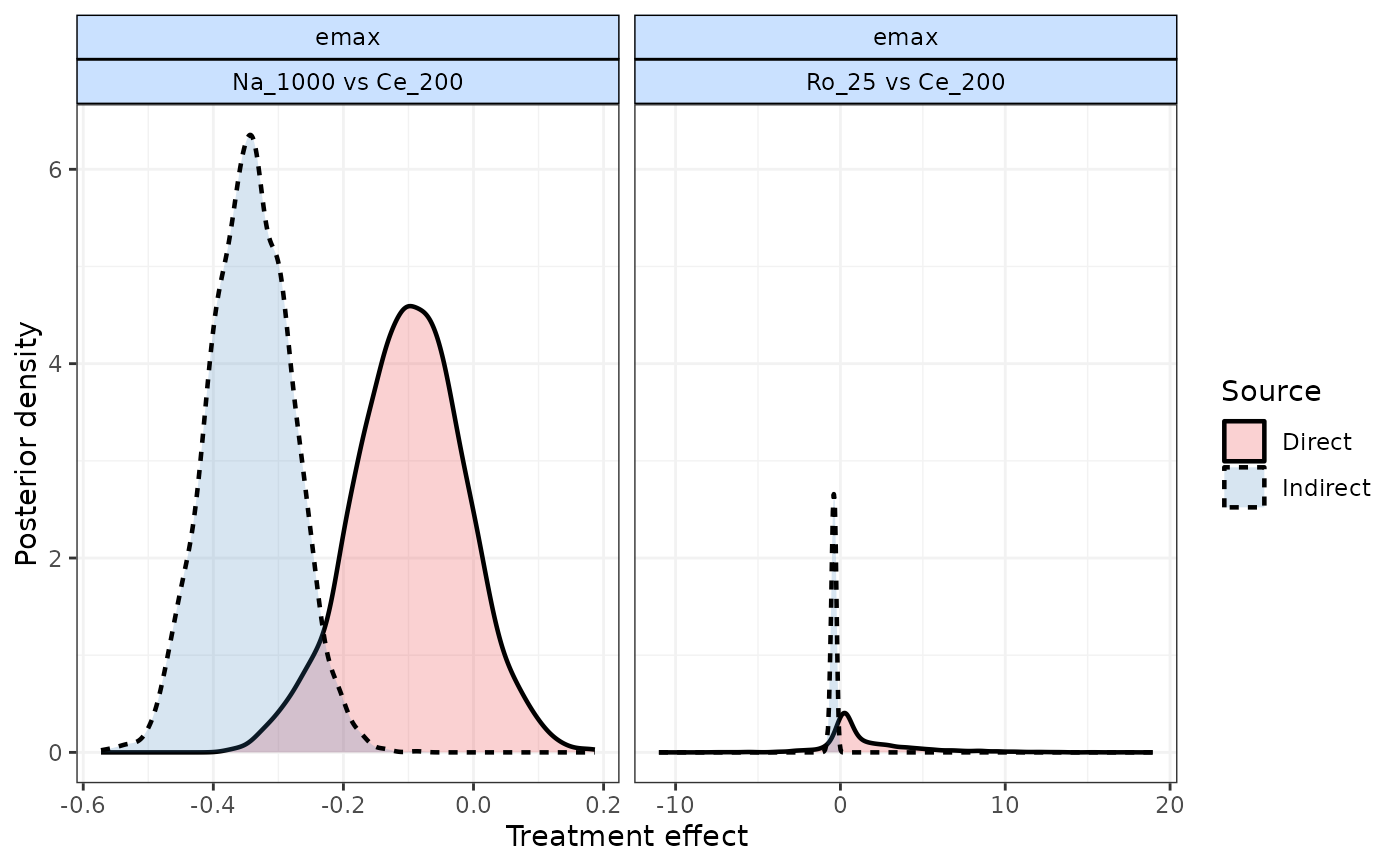 emax
emax
Na_1000 vs Ce_200
Ro_25 vs Ce_200
Posterior density
6
4
2
0
-0.6
-0.4
-0.2
0.0
0.2
-10
0
10
20
Treatment effect
Source
Direct
Indirect